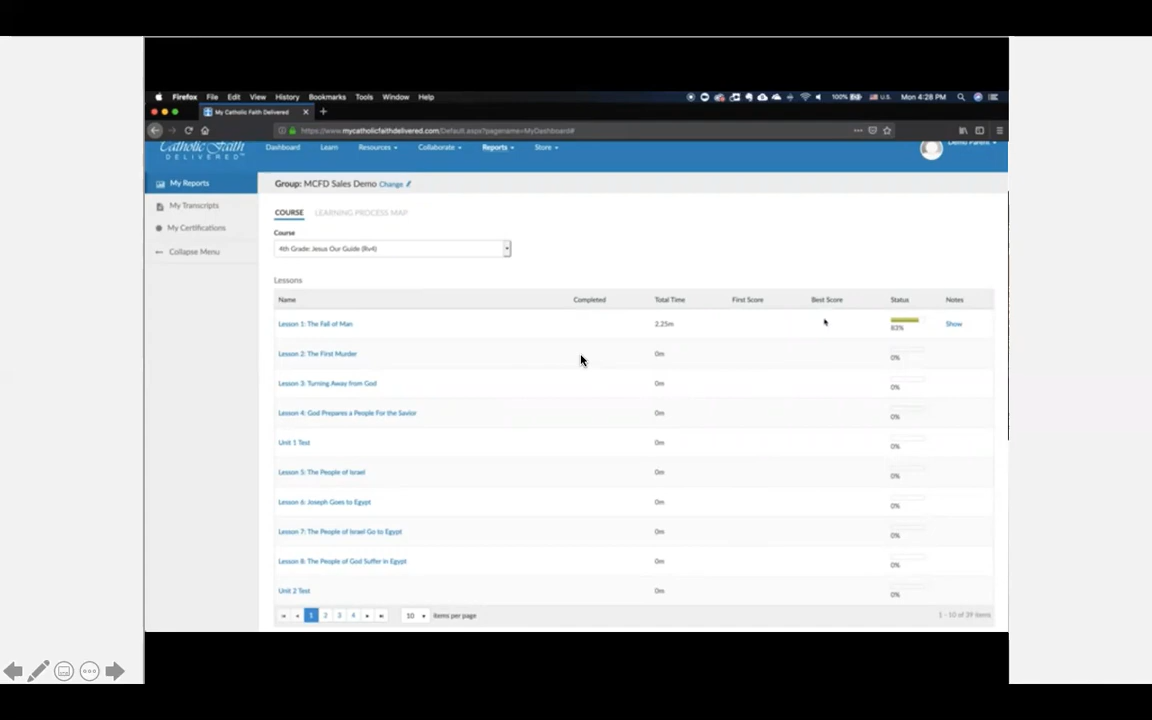 Firefox File Edit View History Bookmarks Tools Window Help 100% U.S. Mon 4:28 PM
My Catholic Faith Delivered
https://www.mycatholicfaithdelivered.com/Default.aspx?pagename=MyDashboard#
Catholic Faith
DELIVERED™
Dashboard Learn Resources Collaborate Reports Store Demo Parent
My Reports
My Transcripts
My Certifications
Collapse Menu
Group: MCFD Sales Demo Change
COURSE LEARNING PROCESS MAP
Course
4th Grade: Jesus Our Guide (Rv4)
Lessons
Name Completed Total Time First Score Best Score Status Notes
Lesson 1: The Fall of Man 2.25m 83% Show
Lesson 2: The First Murder 0m 0%
Lesson 3: Turning Away from God 0m 0%
Lesson 4: God Prepares a People For the Savior 0m 0%
Unit 1 Test 0m 0%
Lesson 5: The People of Israel 0m 0%
Lesson 6: Joseph Goes to Egypt 0m 0%
Lesson 7: The People of Israel Go to Egypt 0m 0%
Lesson 8: The People of God Suffer in Egypt 0m 0%
Unit 2 Test 0m 0%
1 2 3 4 10 items per page 1 - 10 of 39 items